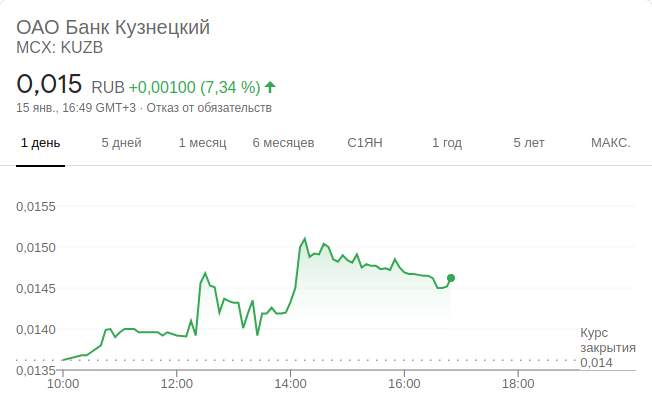 ОАО Банк Кузнецкий
MCX: KUZB
0,015 RUB +0,00100 (7,34 %)
15 янв., 16:49 GMT+3 · Отказ от обязательств
1 день 5 дней 1 месяц 6 месяцев С1ЯН 1 год 5 лет МАКС.
0,0155
0,0150
0,0145
0,0140
0,0135
Курс
закрытия
0,014
10:00 12:00 14:00 16:00 18:00